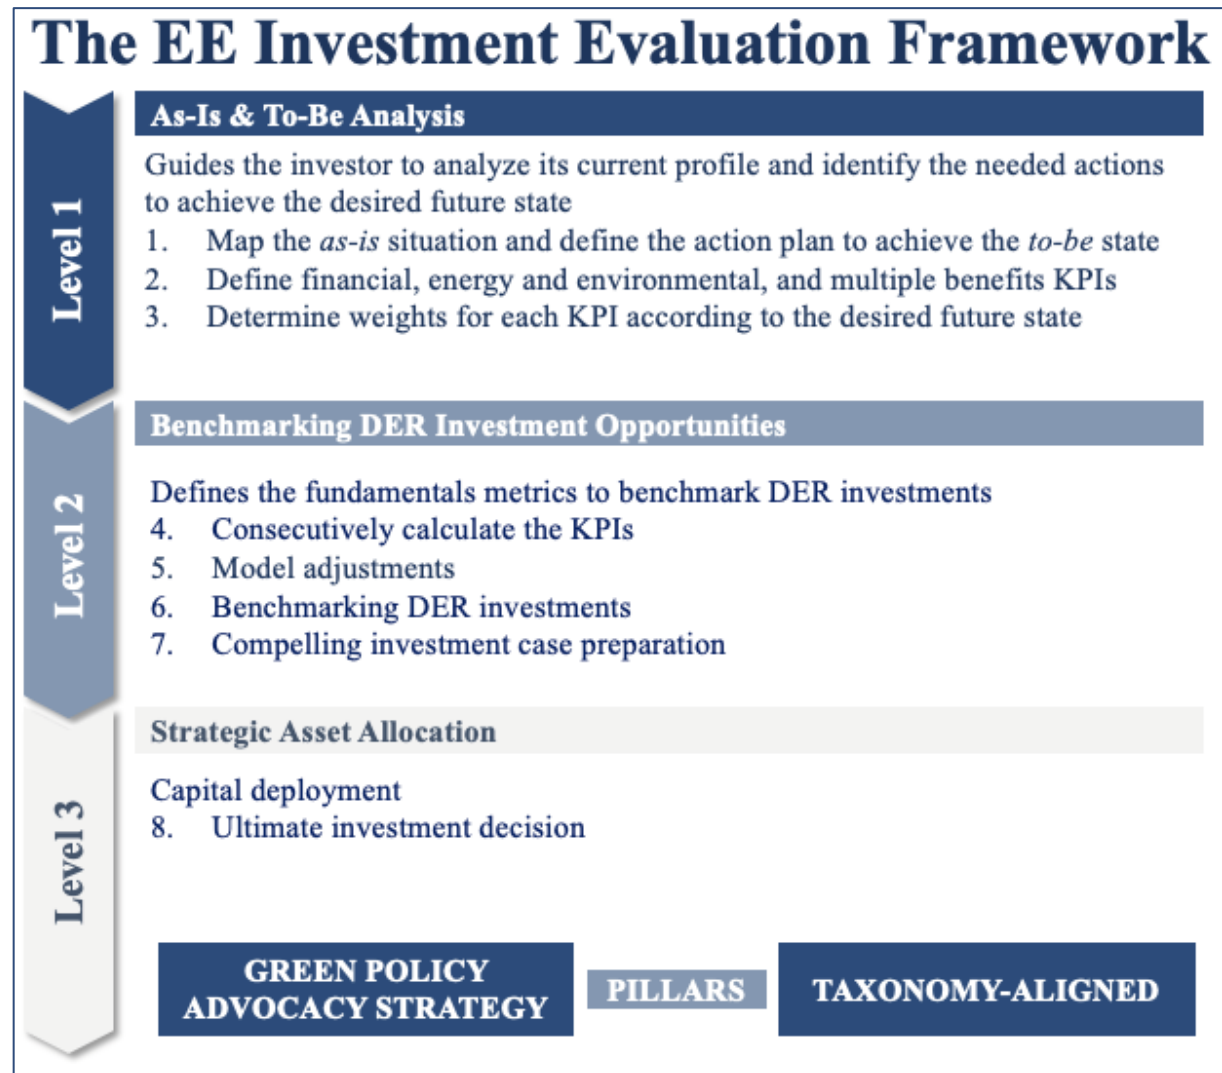 The EE Investment Evaluation Framework
Level 1
As-Is & To-Be Analysis
Guides the investor to analyze its current profile and identify the needed actions
to achieve the desired future state
1. Map the as-is situation and define the action plan to achieve the to-be state
2. Define financial, energy and environmental, and multiple benefits KPIs
3. Determine weights for each KPI according to the desired future state
Level 2
Benchmarking DER Investment Opportunities
Defines the fundamentals metrics to benchmark DER investments
4. Consecutively calculate the KPIs
5. Model adjustments
6. Benchmarking DER investments
7. Compelling investment case preparation
Level 3
Strategic Asset Allocation
Capital deployment
8. Ultimate investment decision
GREEN POLICY
ADVOCACY STRATEGY
PILLARS
TAXONOMY-ALIGNED